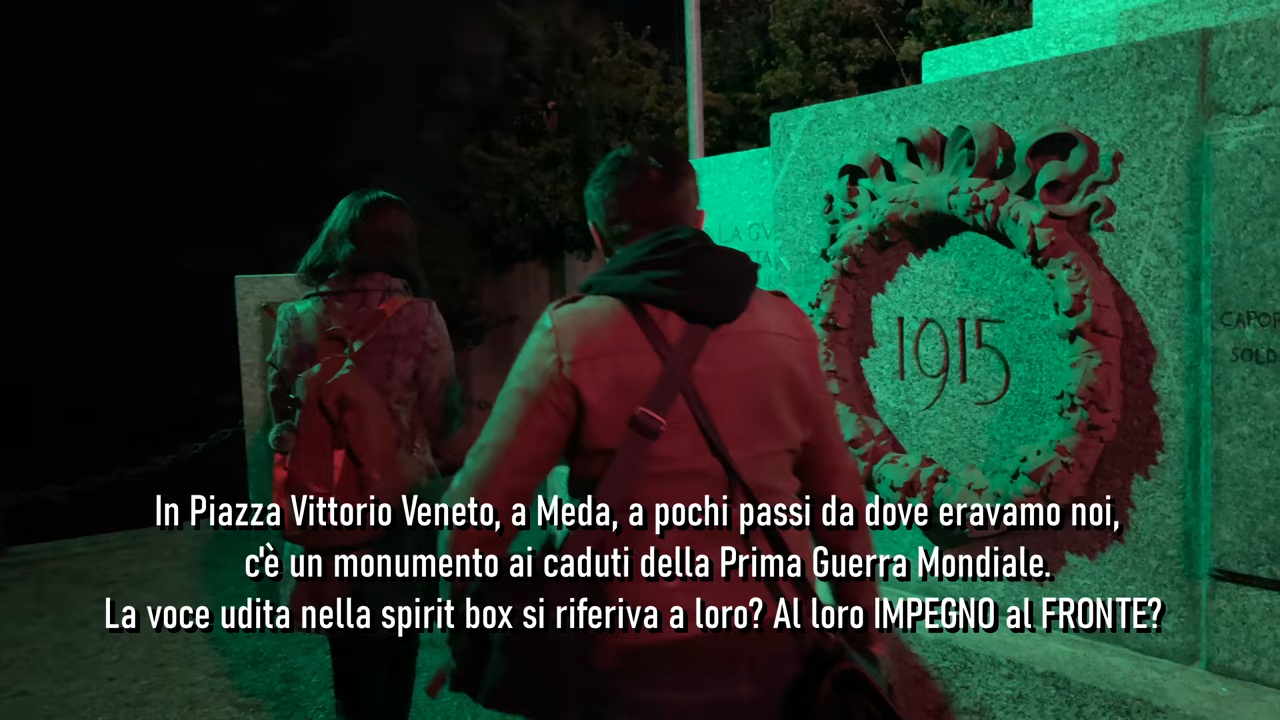 1915
In Piazza Vittorio Veneto, a Meda, a pochi passi da dove eravamo noi,
c'è un monumento ai caduti della Prima Guerra Mondiale.
La voce udita nella spirit box si riferiva a loro? Al loro IMPEGNO al FRONTE?